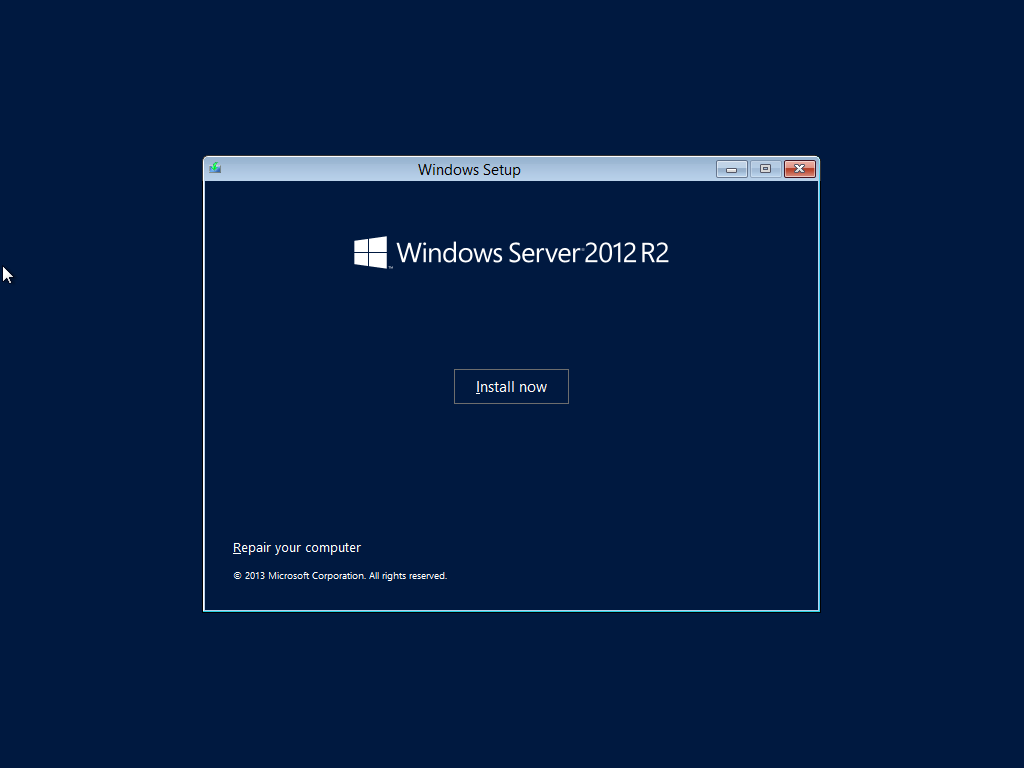 Windows Setup
Windows Server 2012 R2
Install now
Repair your computer
© 2013 Microsoft Corporation. All rights reserved.